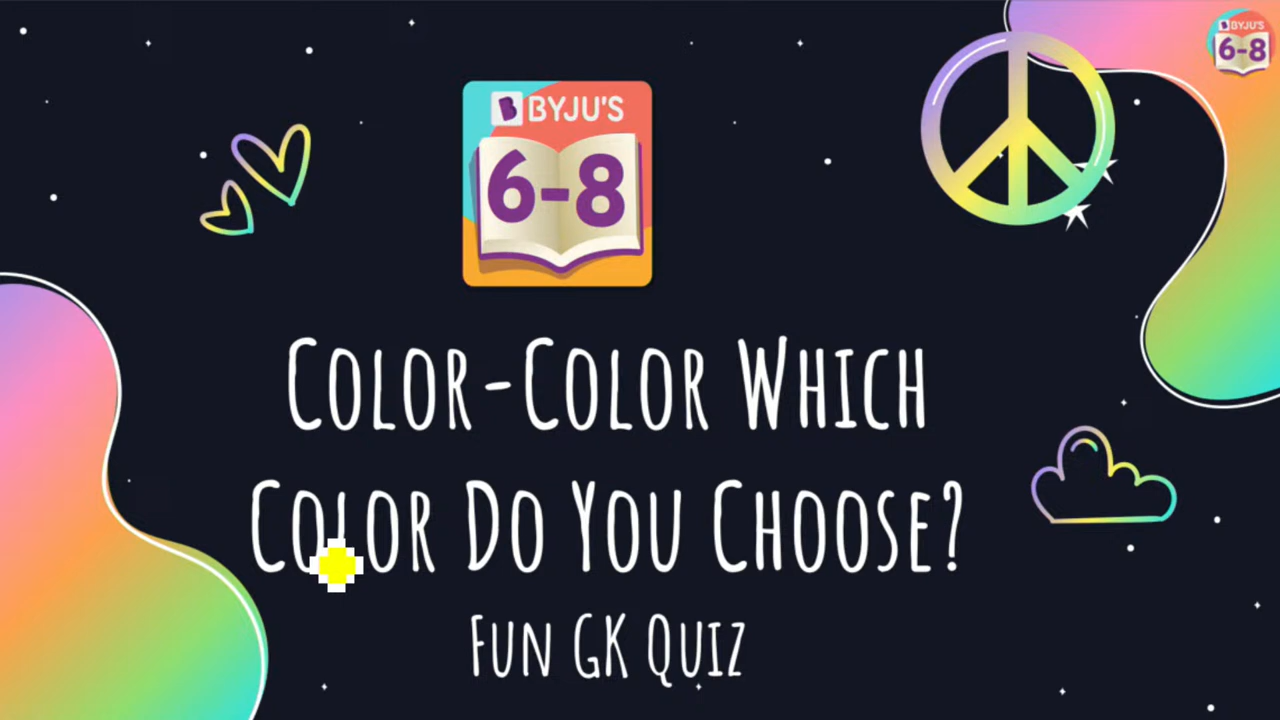 BYJU'S
6-8
BYJU'S
6-8
Color-Color Which
Color Do You Choose?
Fun GK Quiz